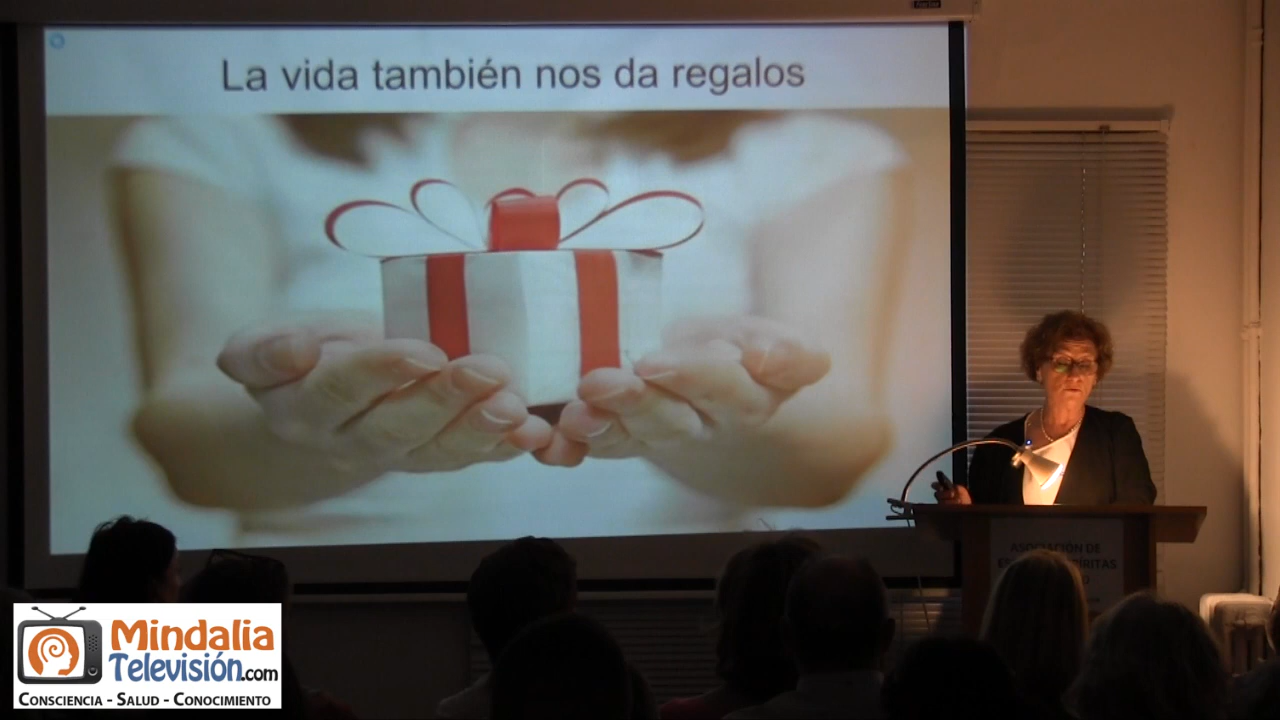 La vida también nos da regalos
ASOCIACIÓN DE
Mindalia
Televisión.com
CONSCIENCIA - SALUD - CONOCIMIENTO